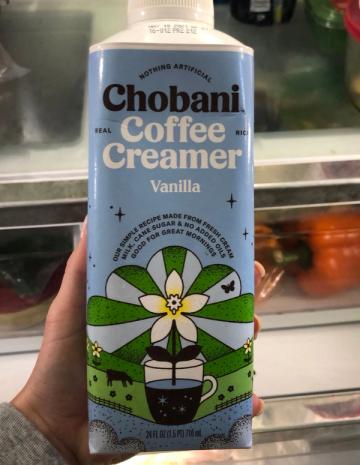 NOTHING ARTIFICIAL
Chobani
REAL Coffee RICH
Creamer
Vanilla
OUR SIMPLE RECIPE MADE FROM FRESH CREAM
MILK, CANE SUGAR & NO ADDED OILS
GOOD FOR GREAT MORNINGS
24 FL OZ (1.5 PT) 710 mL